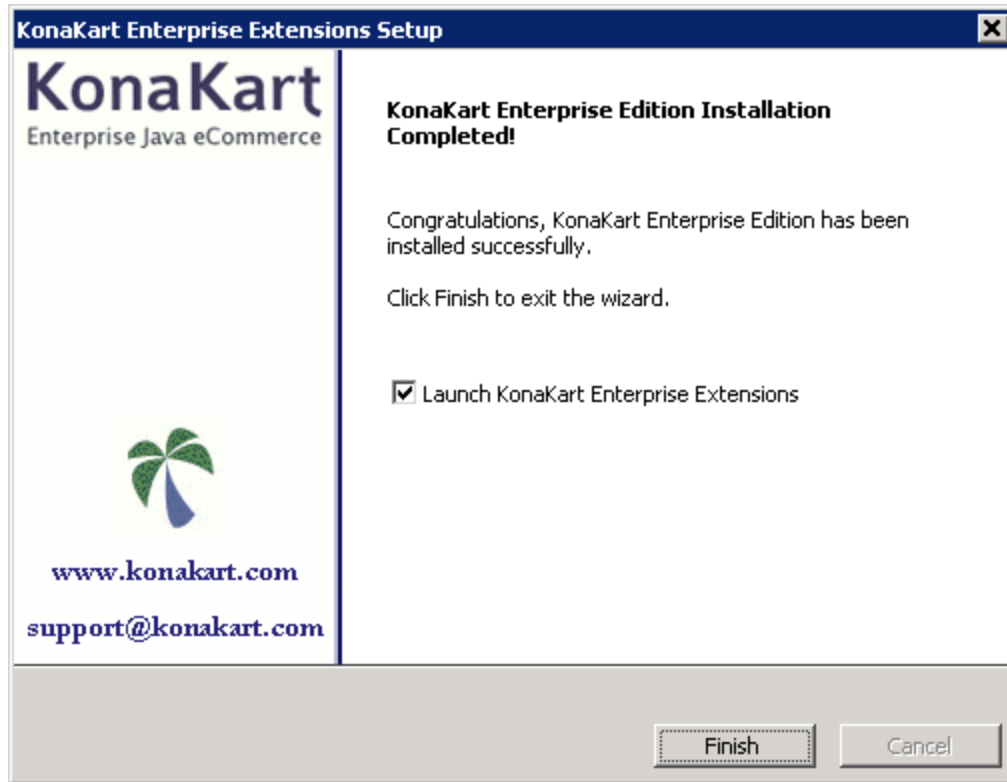 KonaKart Enterprise Extensions Setup
KonaKart
Enterprise Java eCommerce
www.konakart.com
support@konakart.com
KonaKart Enterprise Edition Installation
Completed!
Congratulations, KonaKart Enterprise Edition has been
installed successfully.
Click Finish to exit the wizard.
Launch KonaKart Enterprise Extensions
Finish
Cancel